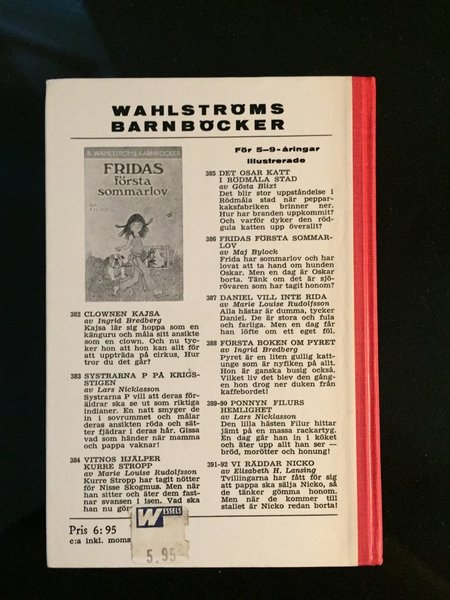 WAHLSTRÖMS
BARNBÖCKER
B. WAHLSTRÖMS BARNBÖCKER
FRIDAS
första
sommarlov
MAJ
BYLOCK
382 CLOWNEN KAJSA
av Ingrid Bredberg
Kajsa lär sig hoppa som en
känguru och måla sitt ansikte
som en clown. Och nu tyc-
ker hon att hon kan allt för
att uppträda på cirkus. Hur
tror du det går?
383 SYSTRARNA P PÅ KRIGS-
STIGEN
av Lars Nicklasson
Systrarna P vill att deras för-
äldrar ska se ut som riktiga
indianer. En natt smyger de
in i sovrummet och målar
deras ansikten röda och sät-
ter fjädrar i deras hår. Gissa
vad som händer när mamma
och pappa vaknar!
384 VITNOS HJÄLPER
KURRE STROPP
av Marie Louise Rudolfsson
Kurre Stropp har tagit nötter
för Nisse Skogmus. Men när
han sitter och äter dem fast-
nar svansen i isen. Vad ska
han nu gör
För 5–9-åringar
illustrerade
385 DET OSAR KATT
I RÖDMÅLA STAD
av Gösta Blixt
Det blir stor uppståndelse i
Rödmåla stad när peppar-
kaksfabriken brinner ner.
Hur har branden uppkommit?
Och varför dyker den röd-
gula katten upp överallt?
386 FRIDAS FÖRSTA SOMMAR-
LOV
av Maj Bylock
Frida har sommarlov och har
lovat att ta hand om hunden
Oskar. Men en dag är Oskar
borta. Tänk om det är sjö-
rövaren som har tagit honom?
387 DANIEL VILL INTE RIDA
av Marie Louise Rudolfsson
Alla hästar är dumma, tycker
Daniel. De är stora och fula
och farliga. Men en dag får
han löfte om ett eget föl.
388 FÖRSTA BOKEN OM PYRET
av Ingrid Bredberg
Pyret är en liten gullig katt-
unge som är nyfiken på allt.
Hon är ganska busig också.
Vilket liv det blev den gång-
en hon drog ner duken från
kaffebordet!
389-90 PONNYN FILURS
HEMLIGHET
av Lars Nicklasson
Den lilla hästen Filur hittar
jämt på en massa rackartyg.
En dag går han in i köket
och äter upp allt han ser —
bröd, morötter och honung!
391-92 VI RÄDDAR NICKO
av Elisabeth H. Lansing
Tvillingarna har fått för sig
att pappa ska sälja Nicko, så
de tänker gömma honom.
Men när de kommer till
stallet är Nicko redan borta!
Pris 6:95
c:a inkl. moms
WESSELS
5.95